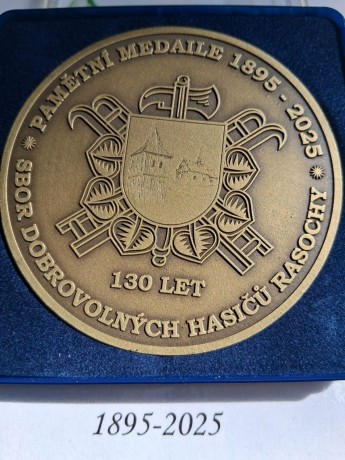 PAMĚTNÍ MEDAILE 1895 - 2025
SBOR DOBROVOLNÝCH HASIČŮ RASOCHY
130 LET
1895-2025